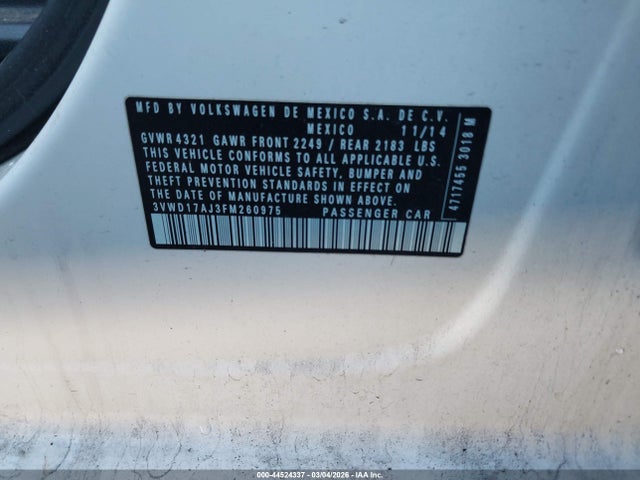 MFD BY VOLKSWAGEN DE MEXICO S.A. DE C.V.
MEXICO 11/14
GVWR 4321 GAWR FRONT 2249 / REAR 2183 LBS
THIS VEHICLE CONFORMS TO ALL APPLICABLE U.S.
FEDERAL MOTOR VEHICLE SAFETY, BUMPER AND
THEFT PREVENTION STANDARDS IN EFFECT ON
THE DATE OF MANUFACTURE SHOWN ABOVE.
3VWD17AJ3FM260975 PASSENGER CAR
4717455 3018 M
000-44524337 - 03/04/2026 - IAAI.COM